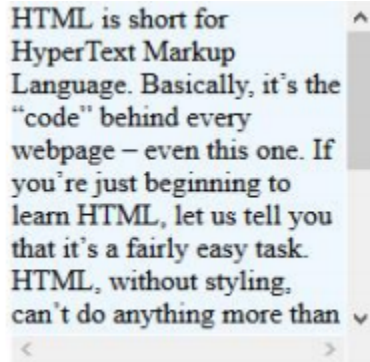 HTML is short for
HyperText Markup
Language. Basically, it's the
“code” behind every
webpage – even this one. If
you're just beginning to
learn HTML, let us tell you
that it's a fairly easy task.
HTML, without styling,
can't do anything more than